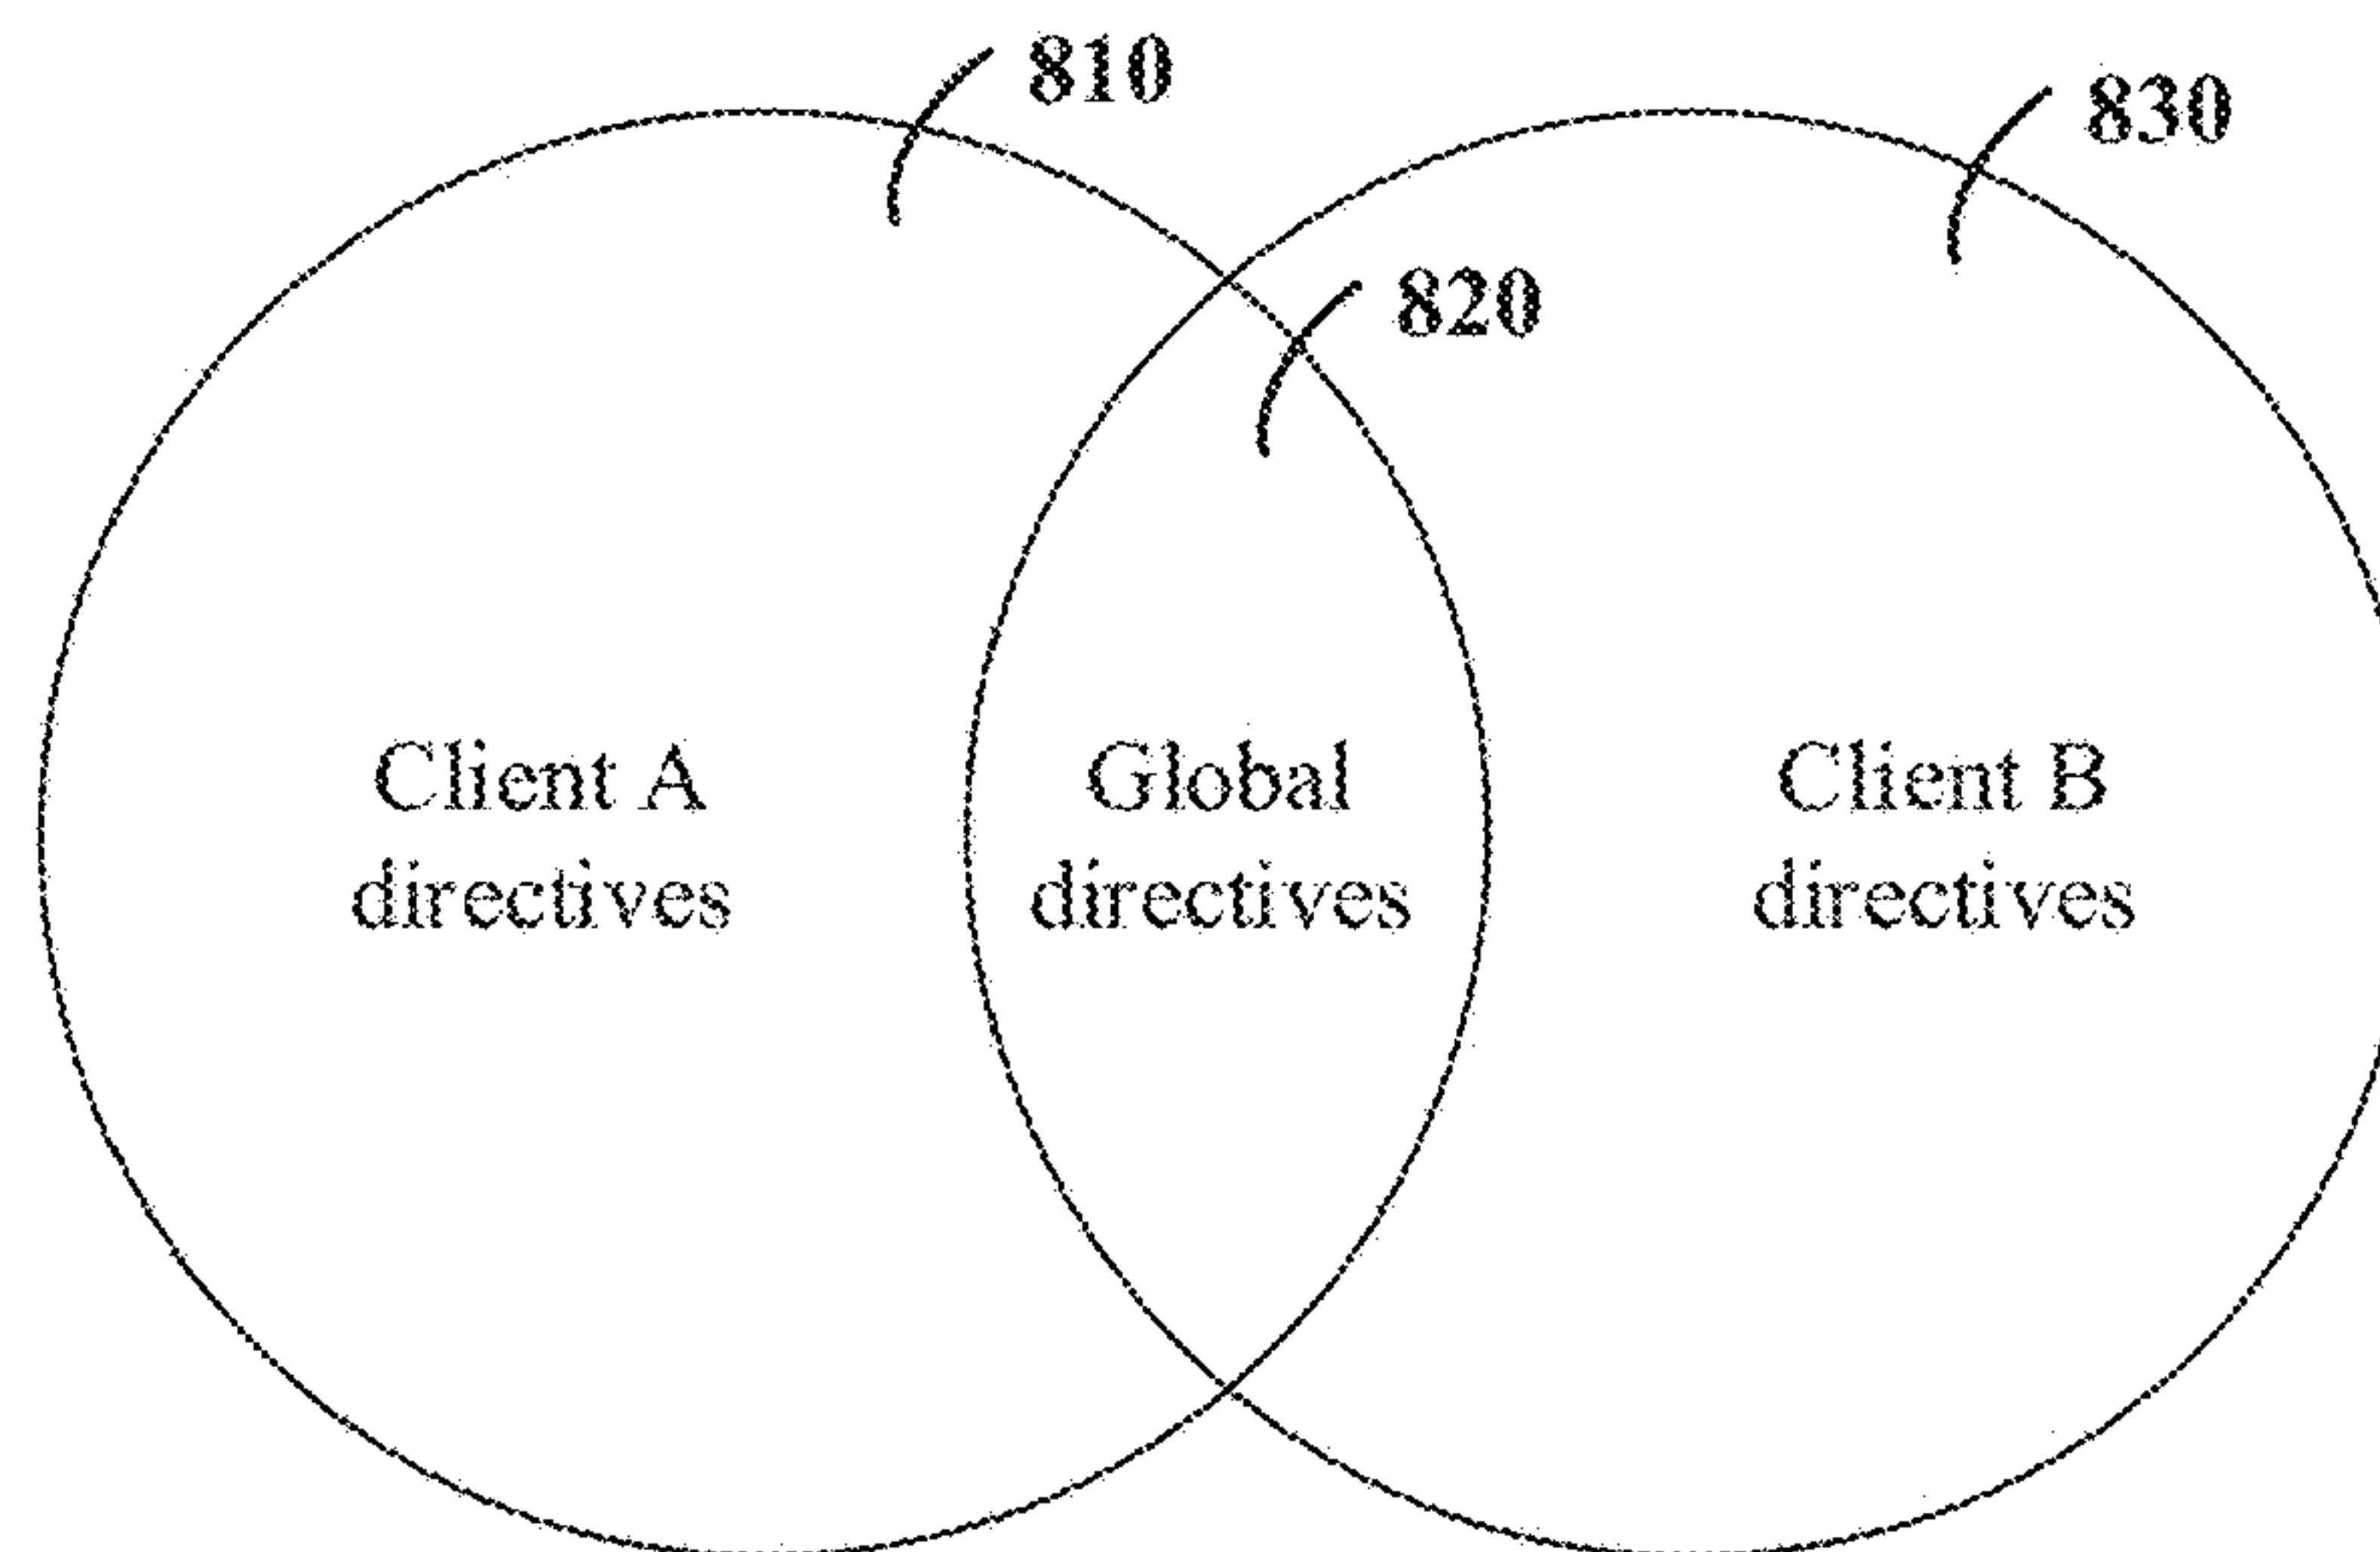 810
830
820
Client A
directives
Global
directives
Client B
directives